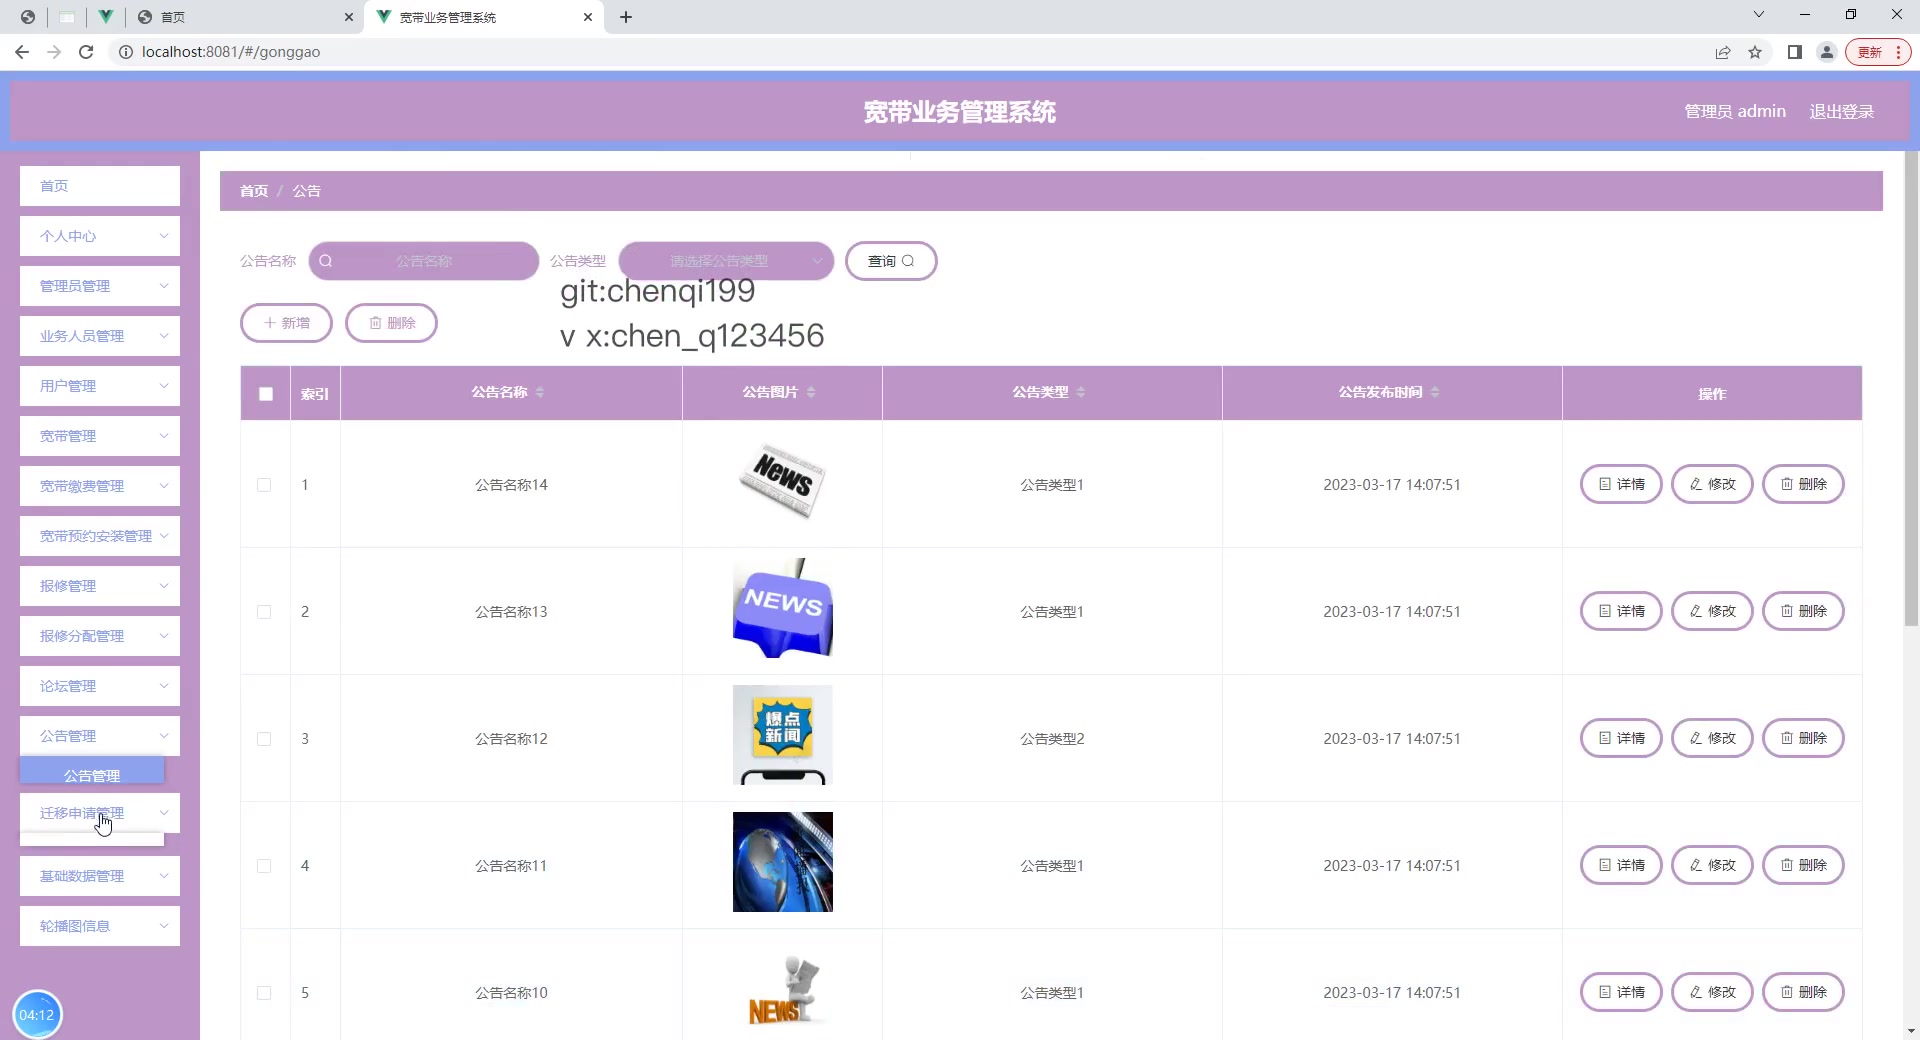 首页
宽带业务管理系统
localhost:8081/#/gonggao
更新
宽带业务管理系统
管理员 admin
退出登录
首页
个人中心
管理员管理
业务人员管理
用户管理
宽带管理
宽带缴费管理
宽带预约安装管理
报修管理
报修分配管理
论坛管理
公告管理
公告管理
迁移申请管理
基础数据管理
轮播图信息
04:12
首页 / 公告
公告名称 公告名称 公告类型 请选择公告类型 查询
git:chenqi199
新增 删除
v x:chen_q123456
索引 公告名称 公告图片 公告类型 公告发布时间 操作
1 公告名称14 News 公告类型1 2023-03-17 14:07:51 详情 修改 删除
2 公告名称13 NEWS 公告类型1 2023-03-17 14:07:51 详情 修改 删除
3 公告名称12 爆点新闻 公告类型2 2023-03-17 14:07:51 详情 修改 删除
4 公告名称11 公告类型1 2023-03-17 14:07:51 详情 修改 删除
5 公告名称10 NEWS 公告类型1 2023-03-17 14:07:51 详情 修改 删除